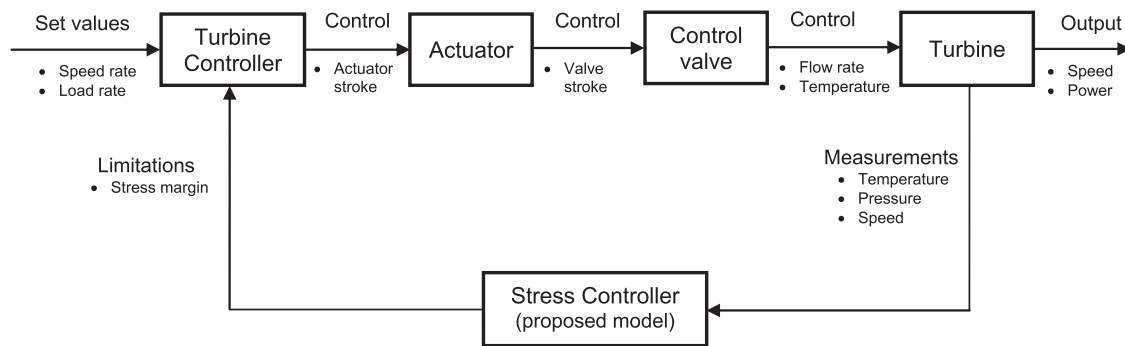 Set values
• Speed rate
• Load rate
Turbine
Controller
Control
• Actuator
stroke
Actuator
Control
• Valve
stroke
Control
valve
Control
• Flow rate
• Temperature
Turbine
Output
• Speed
• Power
Limitations
• Stress margin
Measurements
• Temperature
• Pressure
• Speed
Stress Controller
(proposed model)